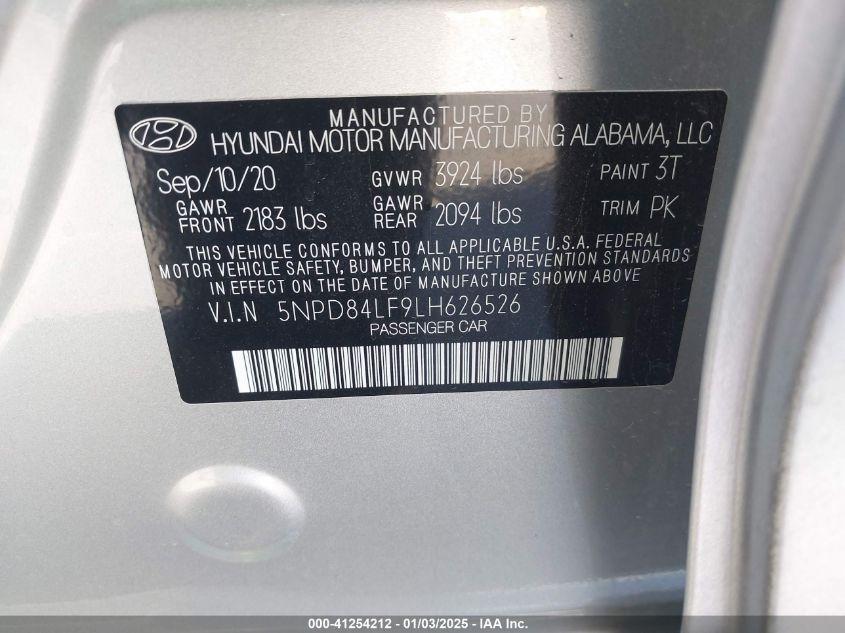 MANUFACTURED BY
HYUNDAI MOTOR MANUFACTURING ALABAMA, LLC
Sep/10/20 GVWR 3924 lbs PAINT 3T
GAWR FRONT 2183 lbs GAWR REAR 2094 lbs TRIM PK
THIS VEHICLE CONFORMS TO ALL APPLICABLE U.S.A. FEDERAL
MOTOR VEHICLE SAFETY, BUMPER, AND THEFT PREVENTION STANDARDS
IN EFFECT ON THE DATE OF MANUFACTURE SHOWN ABOVE
V.I.N 5NPD84LF9LH626526
PASSENGER CAR
000-41254212 - 01/03/2025 - IAA Inc.